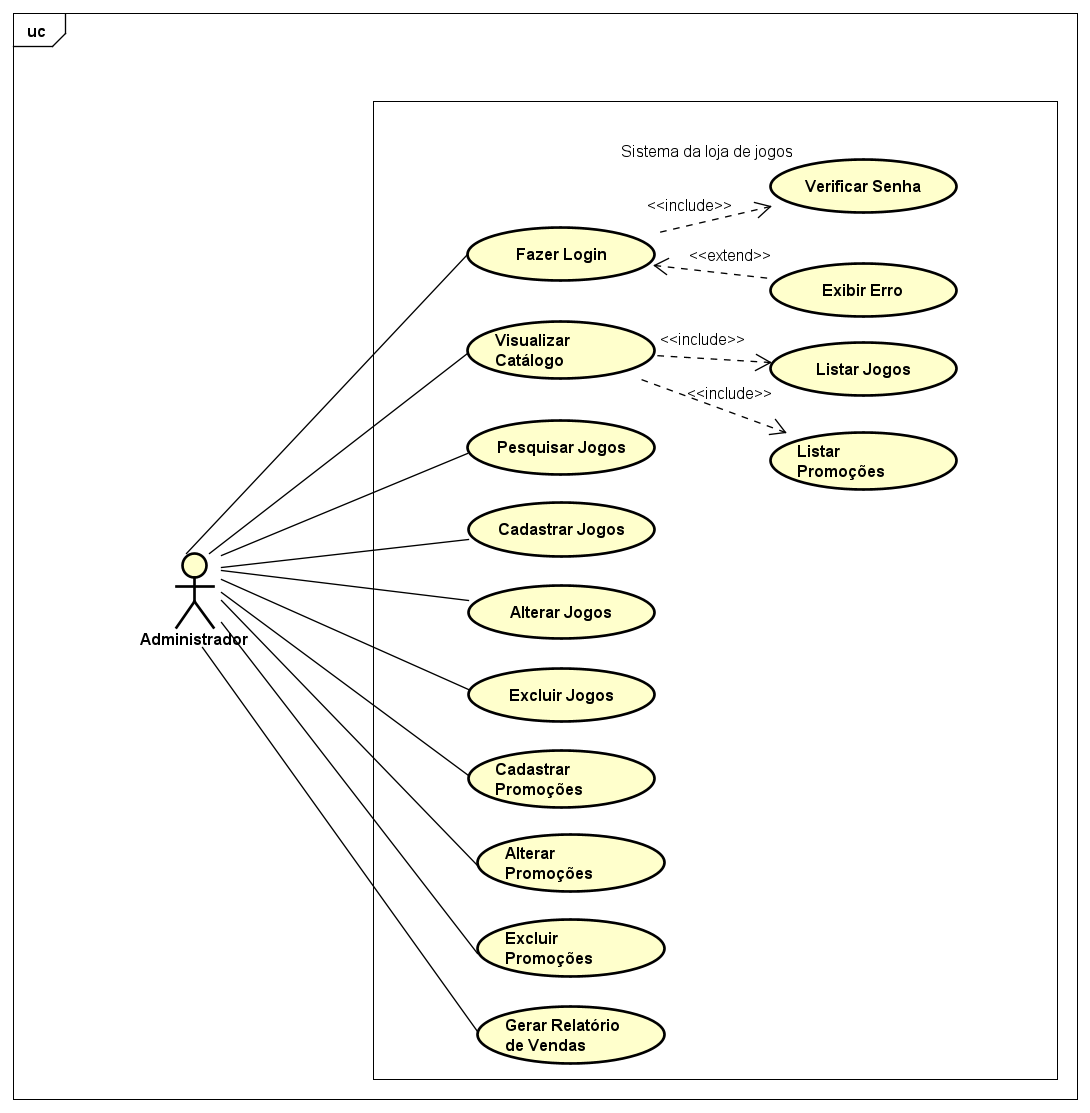 uc
Sistema da loja de jogos
Verificar Senha
<<include>>
Fazer Login
<<extend>>
Exibir Erro
Visualizar
Catálogo
<<include>>
Listar Jogos
<<include>>
Listar
Promoções
Pesquisar Jogos
Cadastrar Jogos
Alterar Jogos
Administrador
Excluir Jogos
Cadastrar
Promoções
Alterar
Promoções
Excluir
Promoções
Gerar Relatório
de Vendas